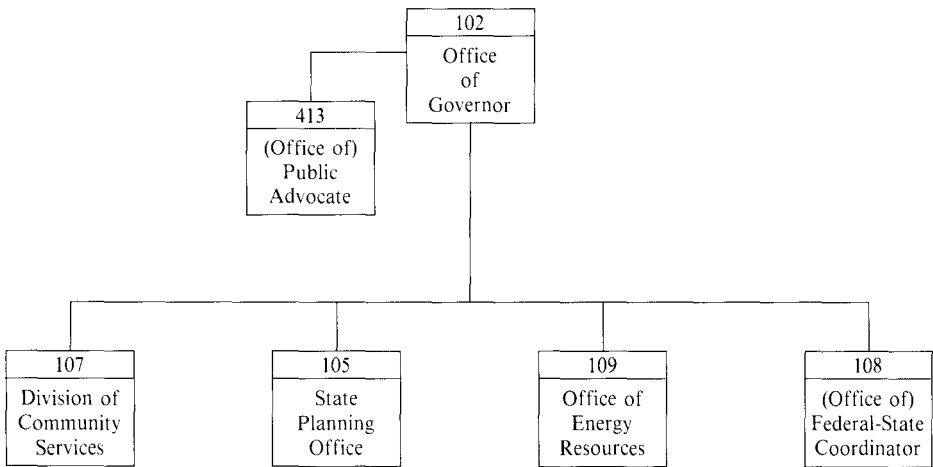 102
Office
of
Governor
413
(Office of)
Public
Advocate
107
Division of
Community
Services
105
State
Planning
Office
109
Office of
Energy
Resources
108
(Office of)
Federal-State
Coordinator